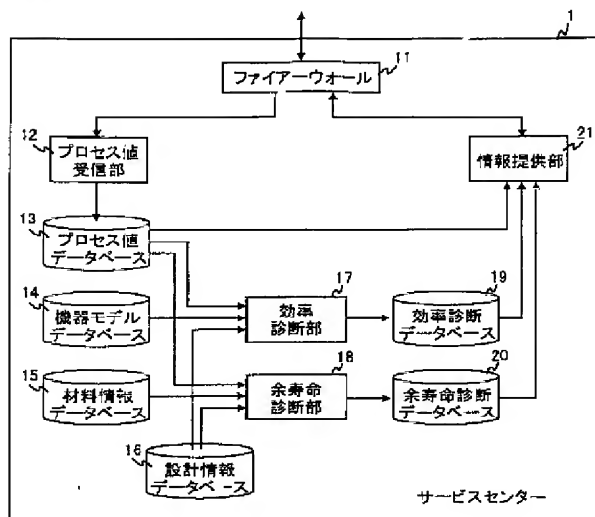 1
11
ファイアーウォール
12
プロセス値
受信部
21
情報提供部
13
プロセス値
データベース
14
機器モデル
データベース
17
効率
診断部
19
効率診断
データベース
15
材料情報
データベース
18
余寿命
診断部
20
余寿命診断
データベース
16
設計情報
データベース
サービスセンター